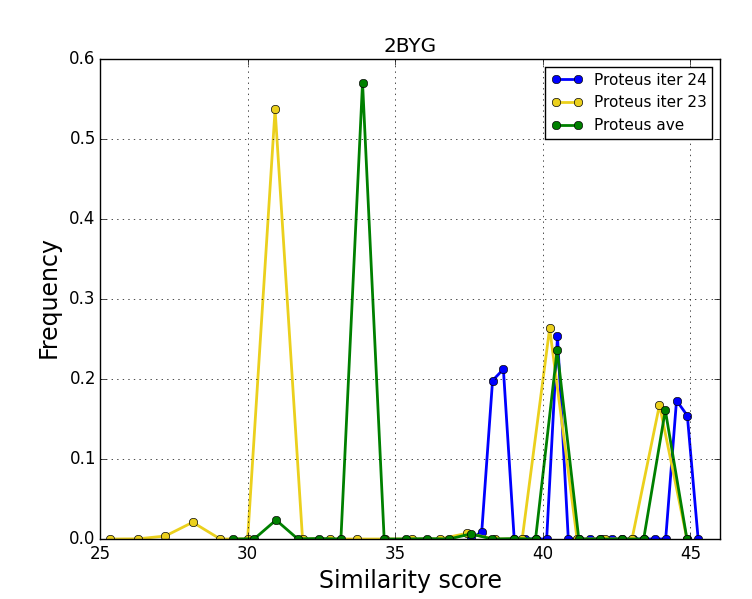 2BYG
Proteus iter 24
Proteus iter 23
Proteus ave
0.6
0.5
0.4
0.3
0.2
0.1
0.0
Frequency
25 30 35 40 45
Similarity score